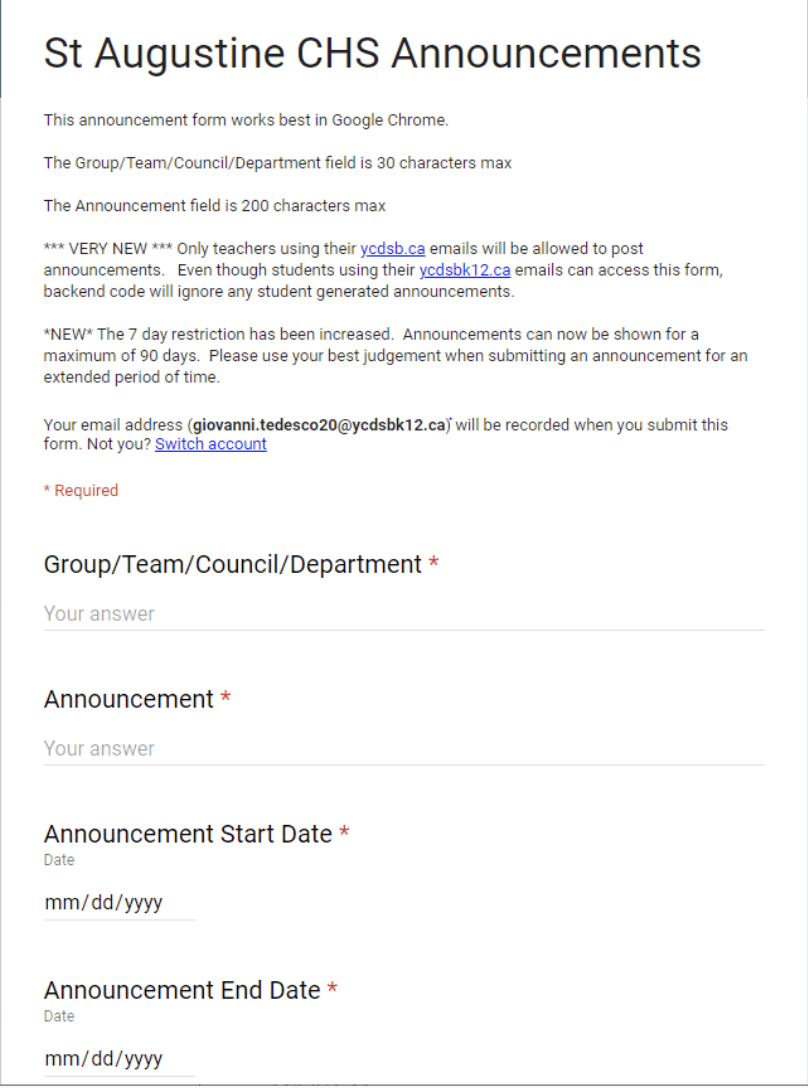 St Augustine CHS Announcements
This announcement form works best in Google Chrome.
The Group/Team/Council/Department field is 30 characters max
The Announcement field is 200 characters max
*** VERY NEW *** Only teachers using their ycdsb.ca emails will be allowed to post
announcements.   Even though students using their ycdsbk12.ca emails can access this form,
backend code will ignore any student generated announcements.
*NEW* The 7 day restriction has been increased.  Announcements can now be shown for a
maximum of 90 days.  Please use your best judgement when submitting an announcement for an
extended period of time.
Your email address (giovanni.tedesco20@ycdsbk12.ca) will be recorded when you submit this
form. Not you? Switch account
* Required
Group/Team/Council/Department *
Your answer
Announcement *
Your answer
Announcement Start Date *
Date
mm/dd/yyyy
Announcement End Date *
Date
mm/dd/yyyy